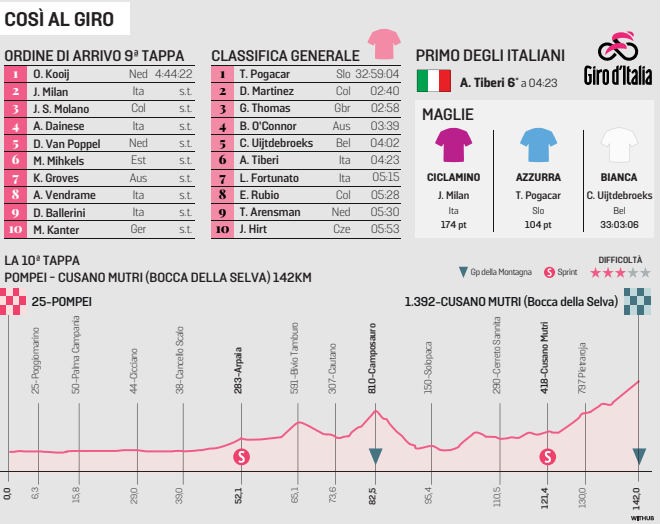 COSÌ AL GIRO
ORDINE DI ARRIVO 9ª TAPPA
1 O. Kooij Ned 4:44:22
2 J. Milan Ita s.t.
3 J. S. Molano Col s.t.
4 A. Dainese Ita s.t.
5 D. Van Poppel Ned s.t.
6 M. Mihkels Est s.t.
7 K. Groves Aus s.t.
8 A. Vendrame Ita s.t.
9 D. Ballerini Ita s.t.
10 M. Kanter Ger s.t.
CLASSIFICA GENERALE
1 T. Pogacar Slo 32:59:04
2 D. Martinez Col 02:40
3 G. Thomas Gbr 02:58
4 B. O'Connor Aus 03:39
5 C. Uijtdebroeks Bel 04:02
6 A. Tiberi Ita 04:23
7 L. Fortunato Ita 05:15
8 E. Rubio Col 05:28
9 T. Arensman Ned 05:30
10 J. Hirt Cze 05:53
PRIMO DEGLI ITALIANI
A. Tiberi 6° a 04:23
Giro d'Italia
MAGLIE
CICLAMINO
J. Milan
Ita
174 pt
AZZURRA
T. Pogacar
Slo
104 pt
BIANCA
C. Uijtdebroeks
Bel
33:03:06
LA 10ª TAPPA
POMPEI - CUSANO MUTRI (BOCCA DELLA SELVA) 142KM
Gp della Montagna
S Sprint
DIFFICOLTÀ
25-POMPEI
1.392-CUSANO MUTRI (Bocca della Selva)
25-Poggiomarino
50-Palma Campania
44-Cicciano
38-Cancello Scalo
283-Arpaia
591-Bivio Tamburo
307-Cautano
810-Camposauro
150-Solopaca
290-Cerreto Sannita
418-Cusano Mutri
797 Pietraroja
S
S
0,0
6,3
15,8
29,0
39,0
52,1
65,1
73,6
82,5
95,4
110,5
121,4
130,0
142,0
WITHUB